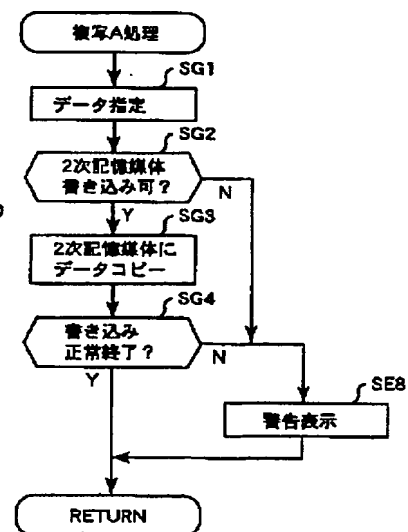 複写A処理
SG1
データ指定
SG2
2次記憶媒体
書き込み可？
N
Y
SG3
2次記憶媒体に
データコピー
SG4
書き込み
正常終了？
N
Y
SE8
警告表示
RETURN